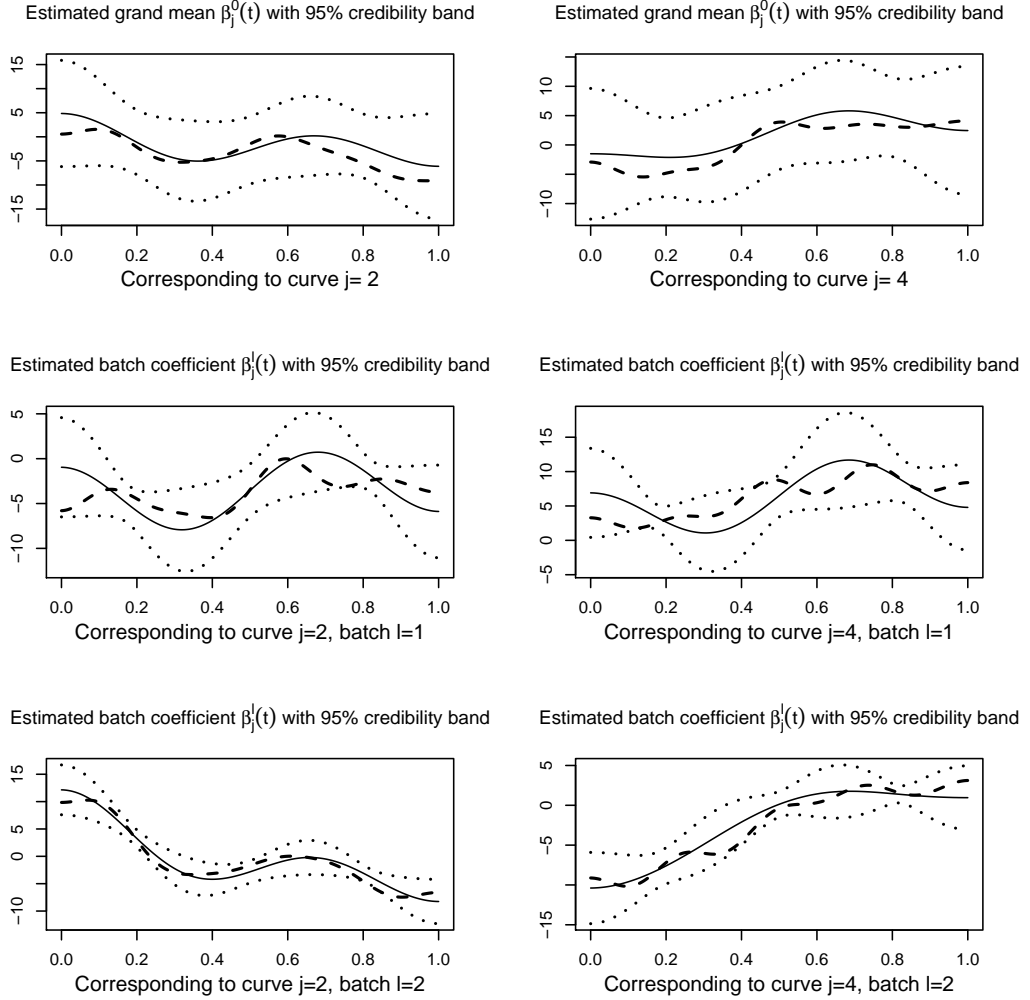 Estimated grand mean β_j^0(t) with 95% credibility band
15
5
−5
−15
0.0 0.2 0.4 0.6 0.8 1.0
Corresponding to curve j= 2
Estimated grand mean β_j^0(t) with 95% credibility band
10
5
0
−10
0.0 0.2 0.4 0.6 0.8 1.0
Corresponding to curve j= 4
Estimated batch coefficient β_j^l(t) with 95% credibility band
5
0
−5
−10
0.0 0.2 0.4 0.6 0.8 1.0
Corresponding to curve j=2, batch l=1
Estimated batch coefficient β_j^l(t) with 95% credibility band
15
10
5
0
−5
0.0 0.2 0.4 0.6 0.8 1.0
Corresponding to curve j=4, batch l=1
Estimated batch coefficient β_j^l(t) with 95% credibility band
15
5
0
−10
0.0 0.2 0.4 0.6 0.8 1.0
Corresponding to curve j=2, batch l=2
Estimated batch coefficient β_j^l(t) with 95% credibility band
5
0
−5
−15
0.0 0.2 0.4 0.6 0.8 1.0
Corresponding to curve j=4, batch l=2